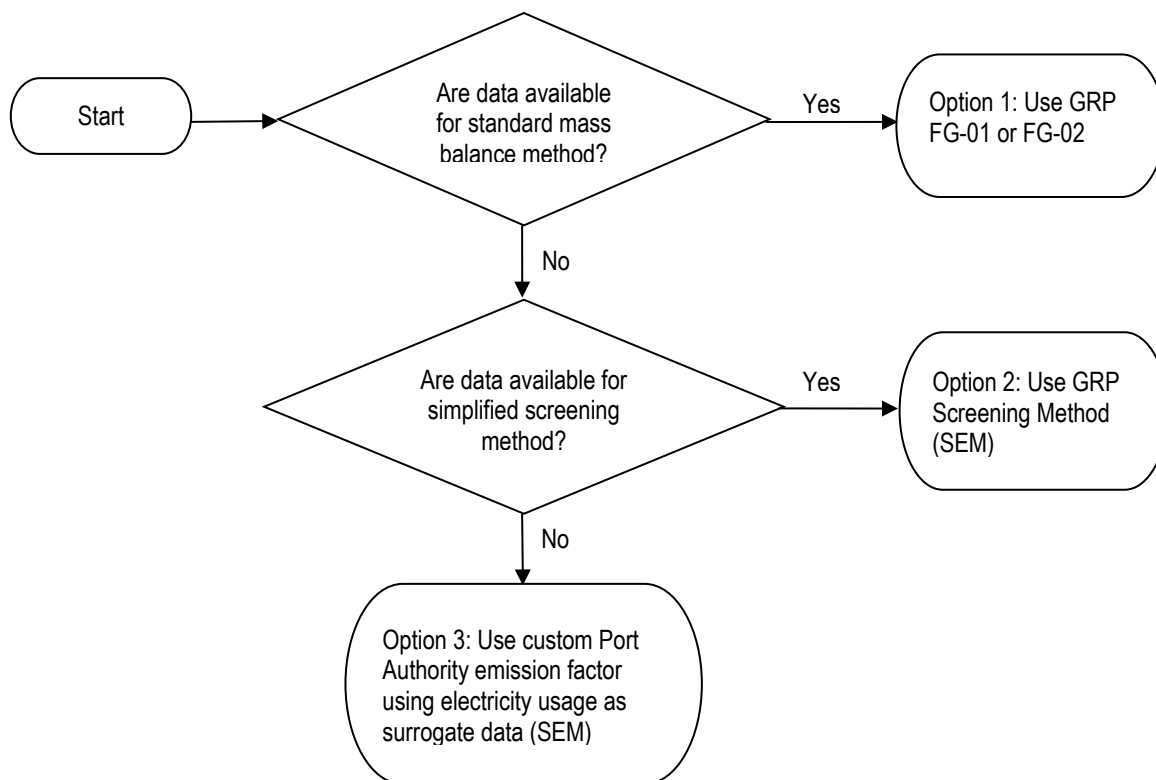 Start
Are data available
for standard mass
balance method?
Yes
Option 1: Use GRP
FG-01 or FG-02
No
Are data available for
simplified screening
method?
Yes
Option 2: Use GRP
Screening Method
(SEM)
No
Option 3: Use custom Port
Authority emission factor
using electricity usage as
surrogate data (SEM)